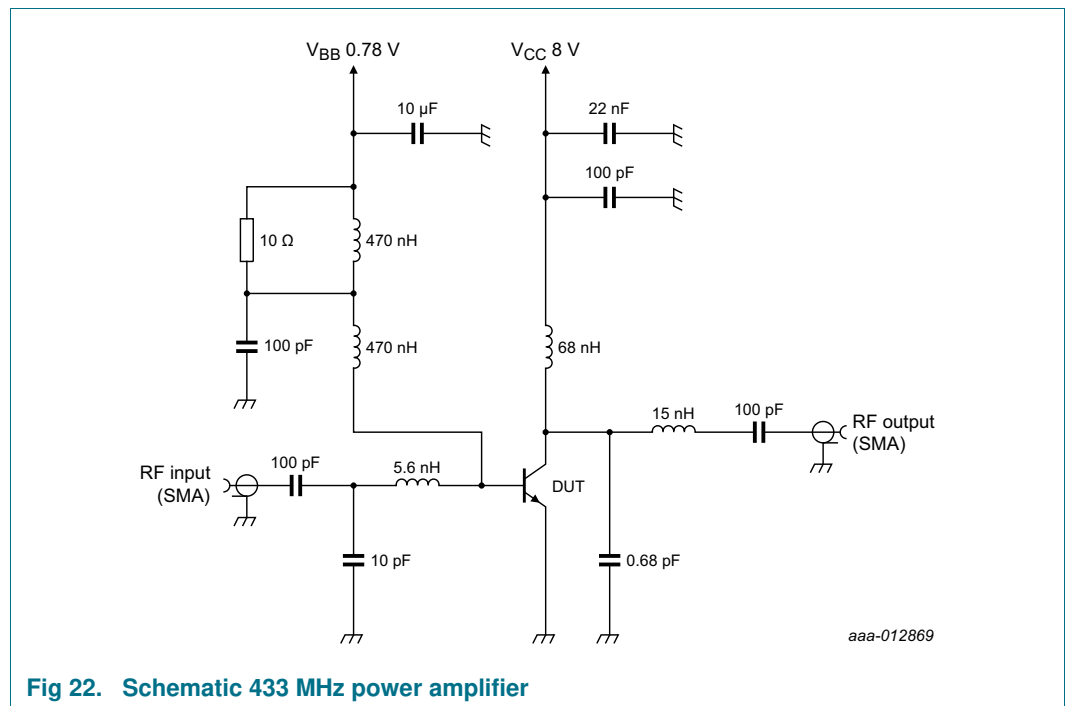 VBB 0.78 V
VCC 8 V
10 µF
22 nF
100 pF
10 Ω
470 nH
100 pF
470 nH
68 nH
15 nH
100 pF
RF output
(SMA)
RF input
(SMA)
100 pF
5.6 nH
DUT
10 pF
0.68 pF
aaa-012869
Fig 22. Schematic 433 MHz power amplifier